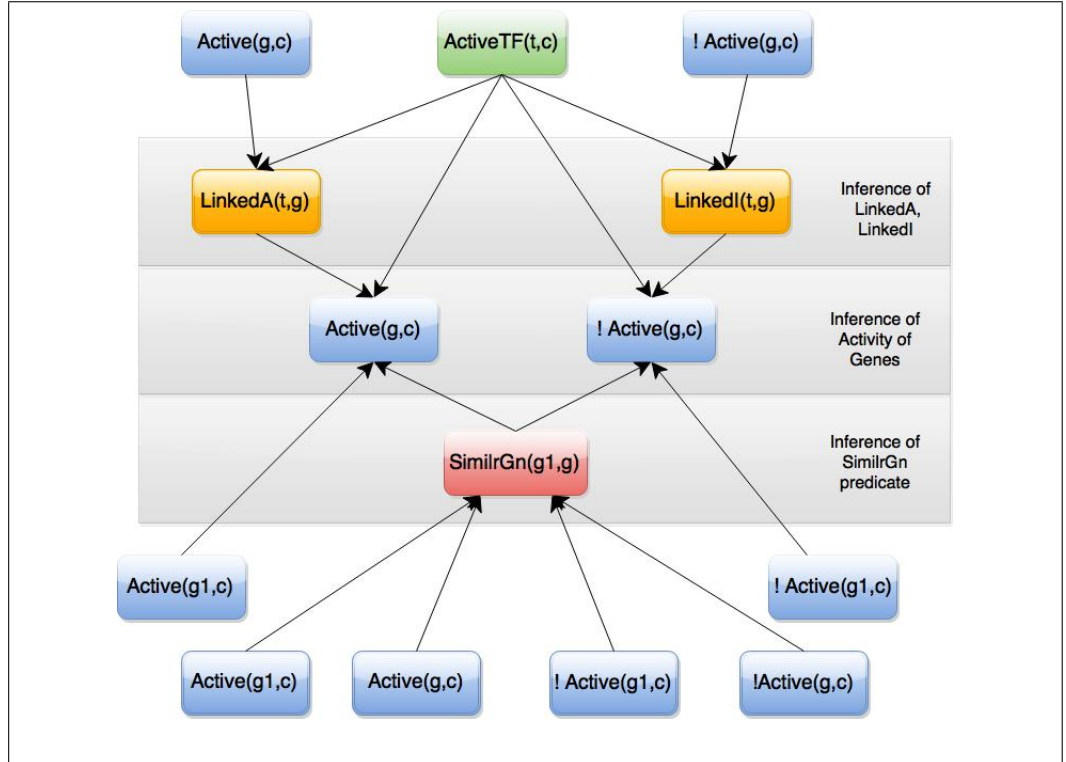 Active(g,c)
ActiveTF(t,c)
! Active(g,c)
LinkedA(t,g)
LinkedI(t,g)
Inference of
LinkedA,
LinkedI
Active(g,c)
! Active(g,c)
Inference of
Activity of
Genes
SimilrGn(g1,g)
Inference of
SimilrGn
predicate
Active(g1,c)
! Active(g1,c)
Active(g1,c)
Active(g,c)
! Active(g1,c)
!Active(g,c)